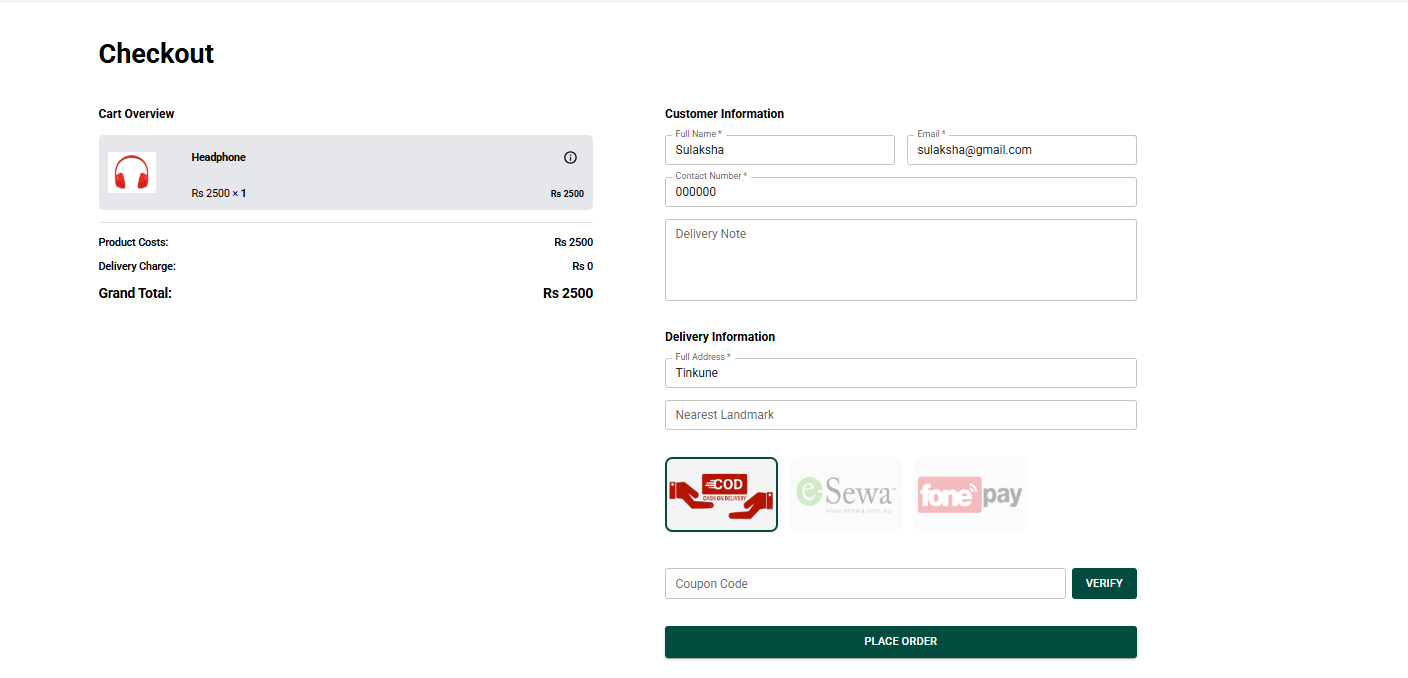 Checkout
Cart Overview
Headphone
Rs 2500 × 1
Rs 2500
Product Costs:
Rs 2500
Delivery Charge:
Rs 0
Grand Total:
Rs 2500
Customer Information
Full Name *
Sulaksha
Email *
sulaksha@gmail.com
Contact Number *
000000
Delivery Note
Delivery Information
Full Address *
Tinkune
Nearest Landmark
COD
CASH ON DELIVERY
e-Sewa™
www.esewa.com.np
fonepay
Coupon Code
VERIFY
PLACE ORDER